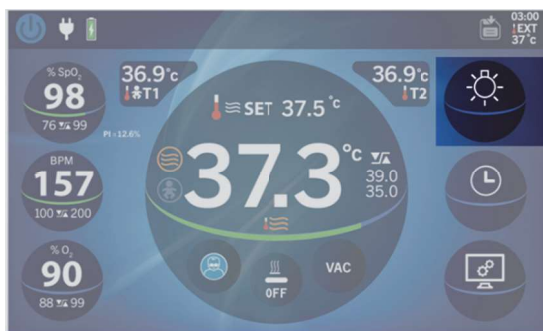 03:00
EXT
37°c
% SpO₂
98
76 99
PI =12.6%
36.9°c
T1
36.9°c
T2
SET 37.5°c
37.3°c
39.0
35.0
BPM
157
100 200
% O₂
90
88 99
OFF
VAC